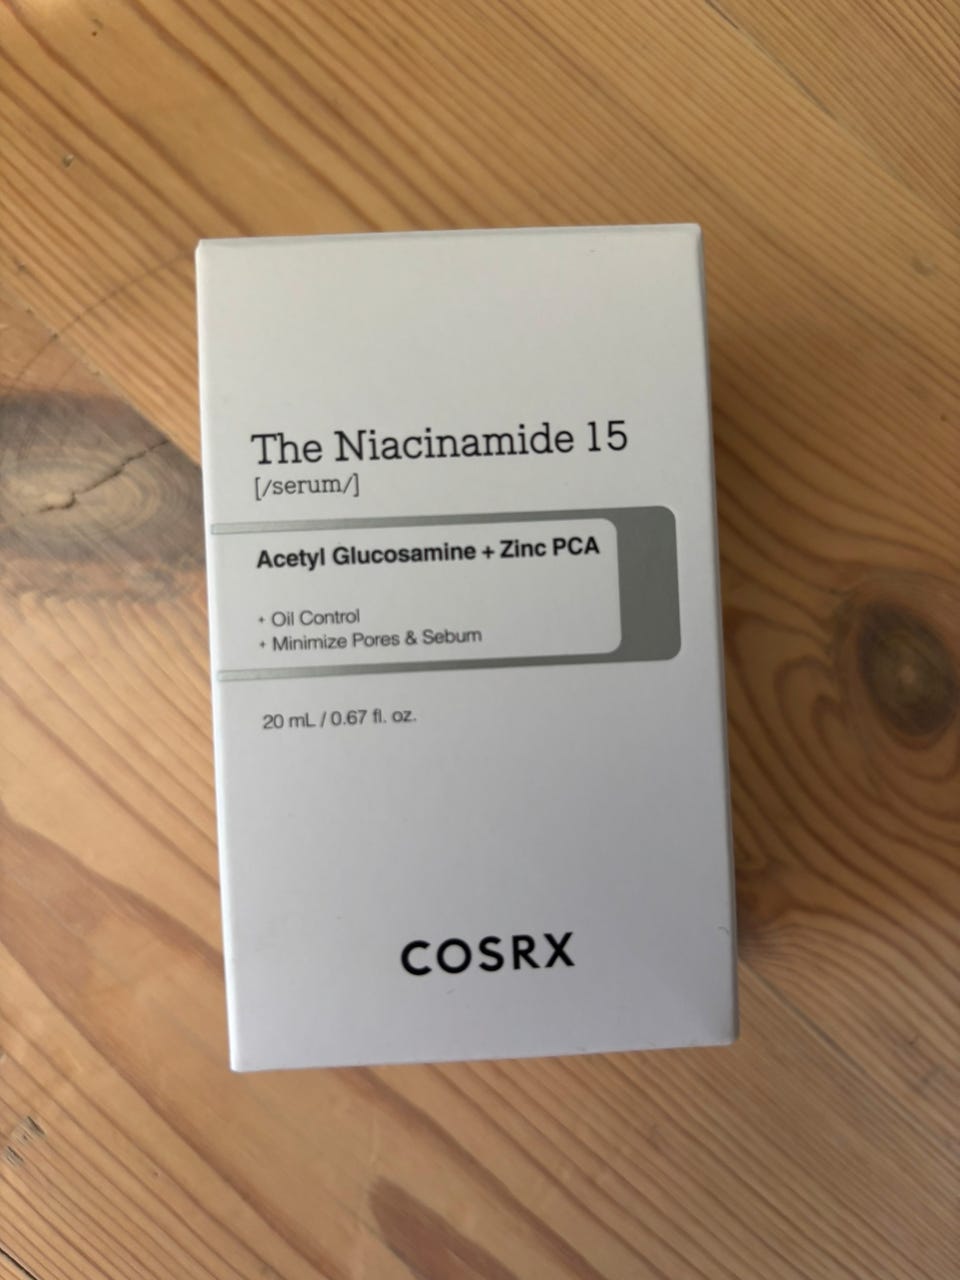 The Niacinamide 15
[/serum/]
Acetyl Glucosamine + Zinc PCA
+ Oil Control
+ Minimize Pores & Sebum
20 mL / 0.67 fl. oz.
COSRX